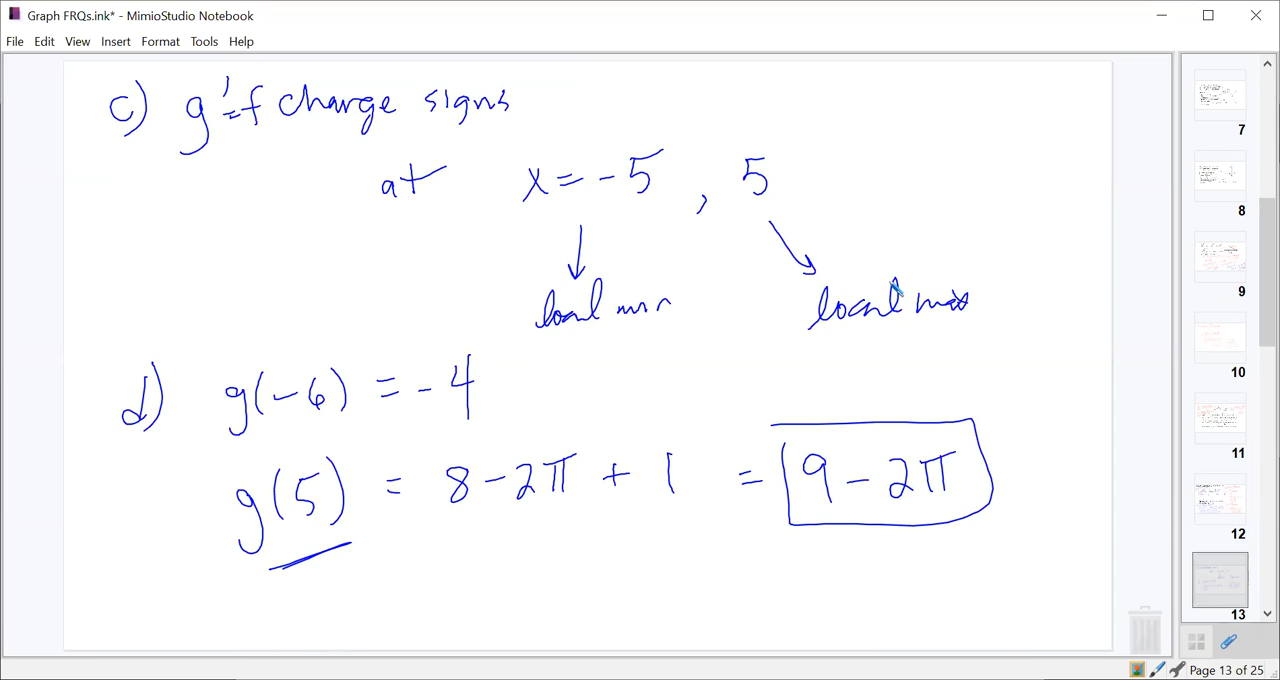 Graph FRQs.ink* - MimioStudio Notebook
File Edit View Insert Format Tools Help
c) g' = f change signs
at x = -5 , 5
local min local max
d) g(-6) = -4
g(5) = 8 - 2π + 1 = 9 - 2π
7
8
9
10
11
12
13
Page 13 of 25